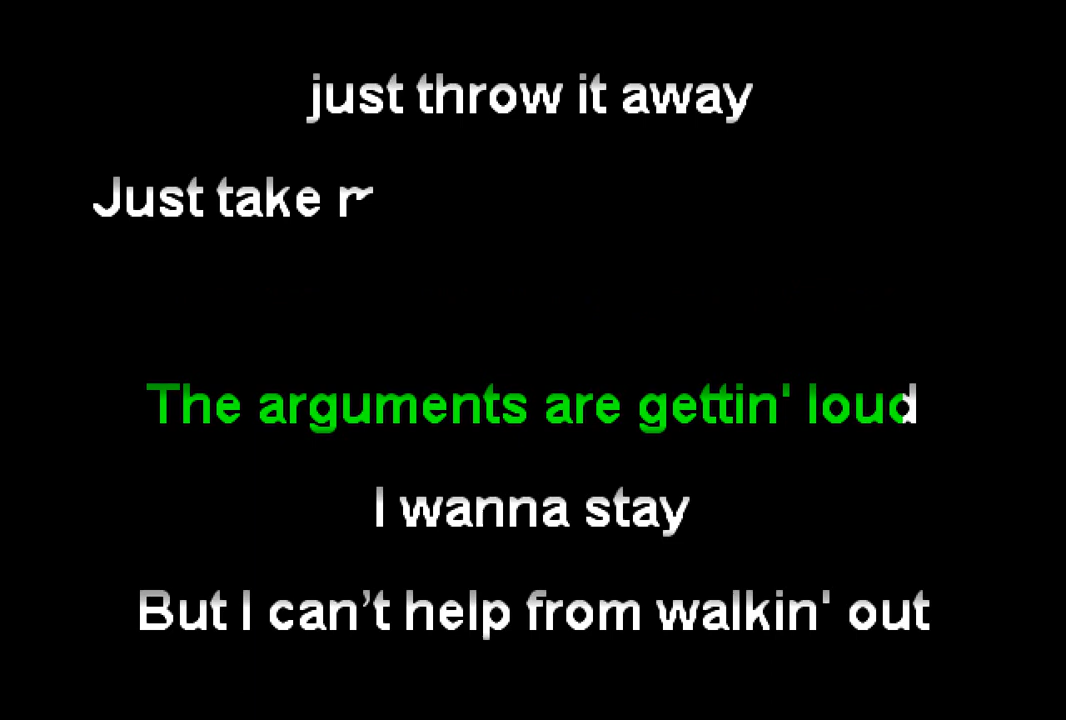 just throw it away
Just take
The arguments are gettin' loud
I wanna stay
But I can’t help from walkin' out